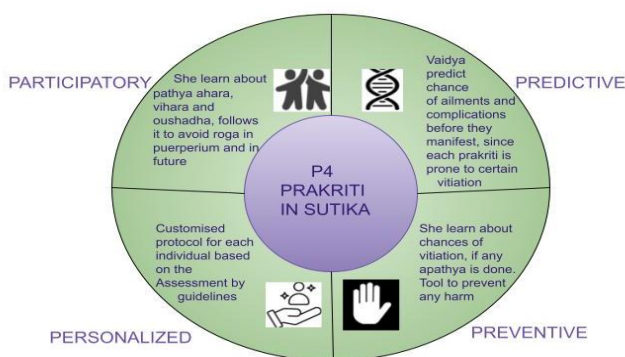 PARTICIPATORY
She learn about
pathya ahara,
vihara and
oushadha, follows
it to avoid roga in
puerperium and in
future
Vaidya
predict
chance
of ailments and
complications
before they
manifest, since
each prakriti is
prone to certain
vitiation
PREDICTIVE
P4
PRAKRITI
IN SUTIKA
Customised
protocol for each
individual based
on the
Assessment by
guidelines
PERSONALIZED
She learn about
chances of
vitiation, if any
apathya is done.
Tool to prevent
any harm
PREVENTIVE